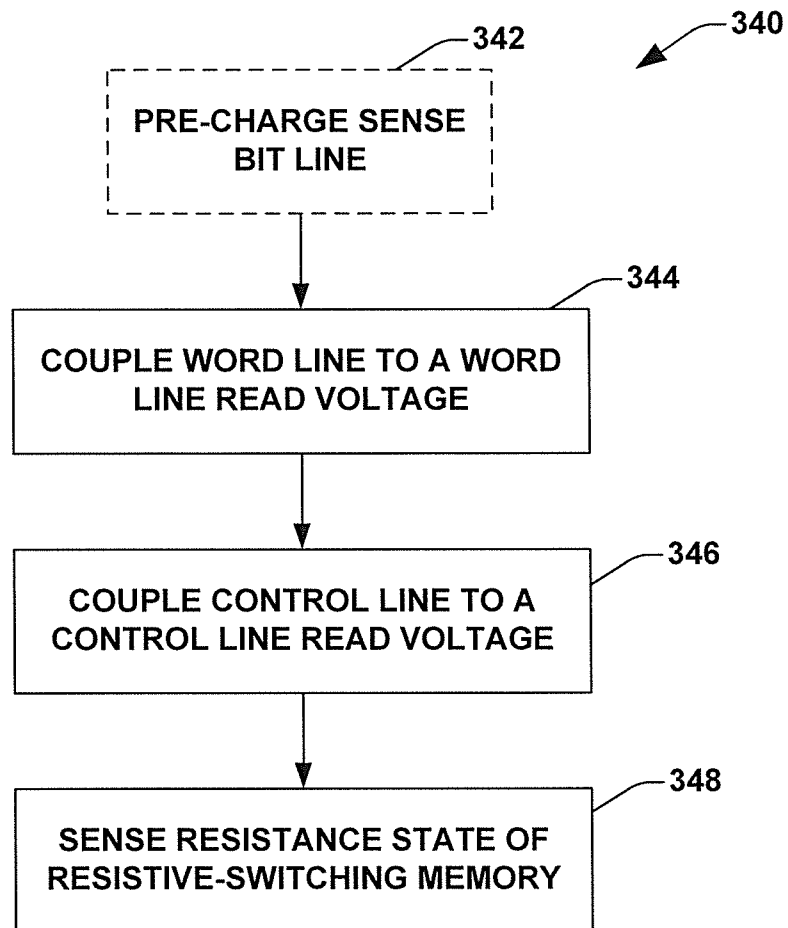 340
342
PRE-CHARGE SENSE
BIT LINE
344
COUPLE WORD LINE TO A WORD
LINE READ VOLTAGE
346
COUPLE CONTROL LINE TO A
CONTROL LINE READ VOLTAGE
348
SENSE RESISTANCE STATE OF
RESISTIVE-SWITCHING MEMORY